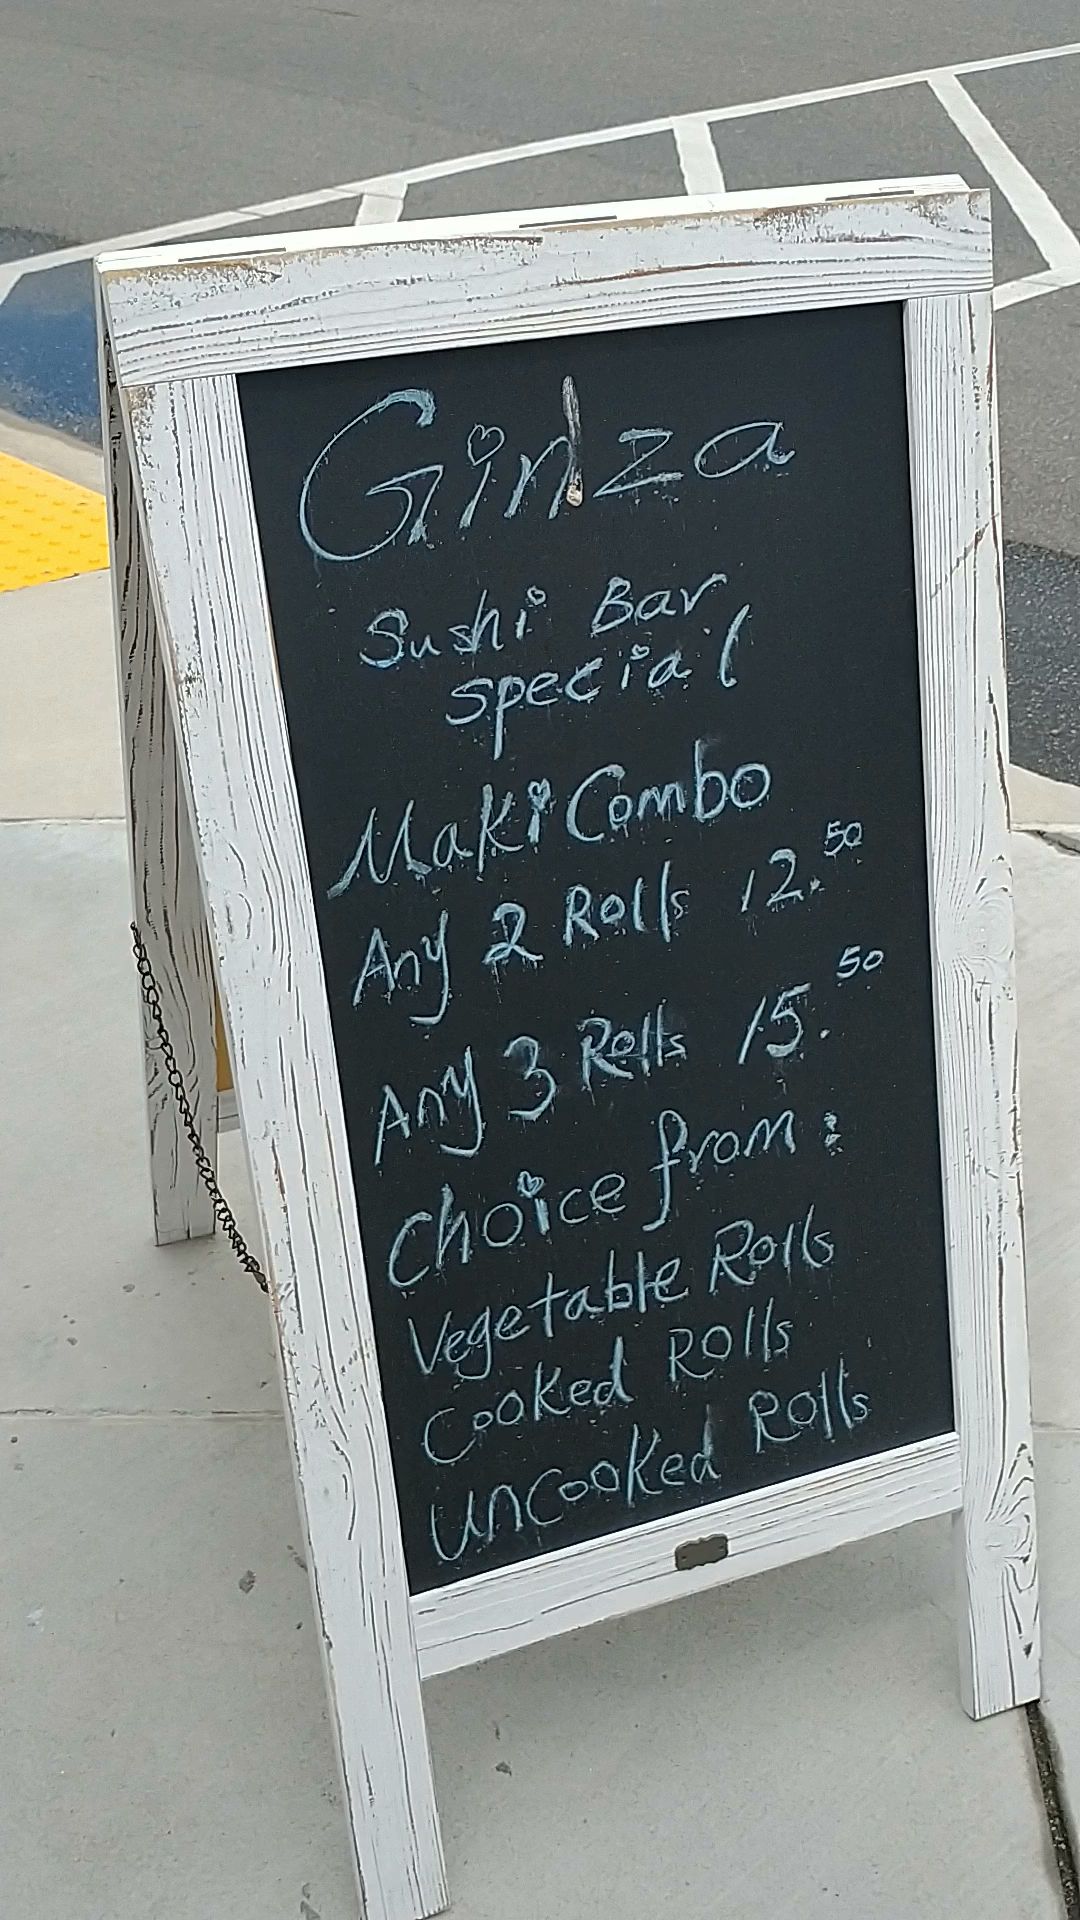 Ginza
Sushi Bar
special
Maki Combo
Any 2 Rolls 12.50
Any 3 Rolls 15.50
Choice from:
Vegetable Rolls
Cooked Rolls
Uncooked Rolls